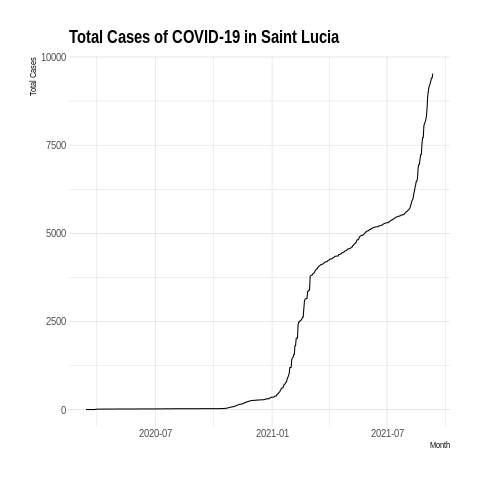 Total Cases of COVID-19 in Saint Lucia
Total Cases
10000
7500
5000
2500
0
2020-07 2021-01 2021-07
Month